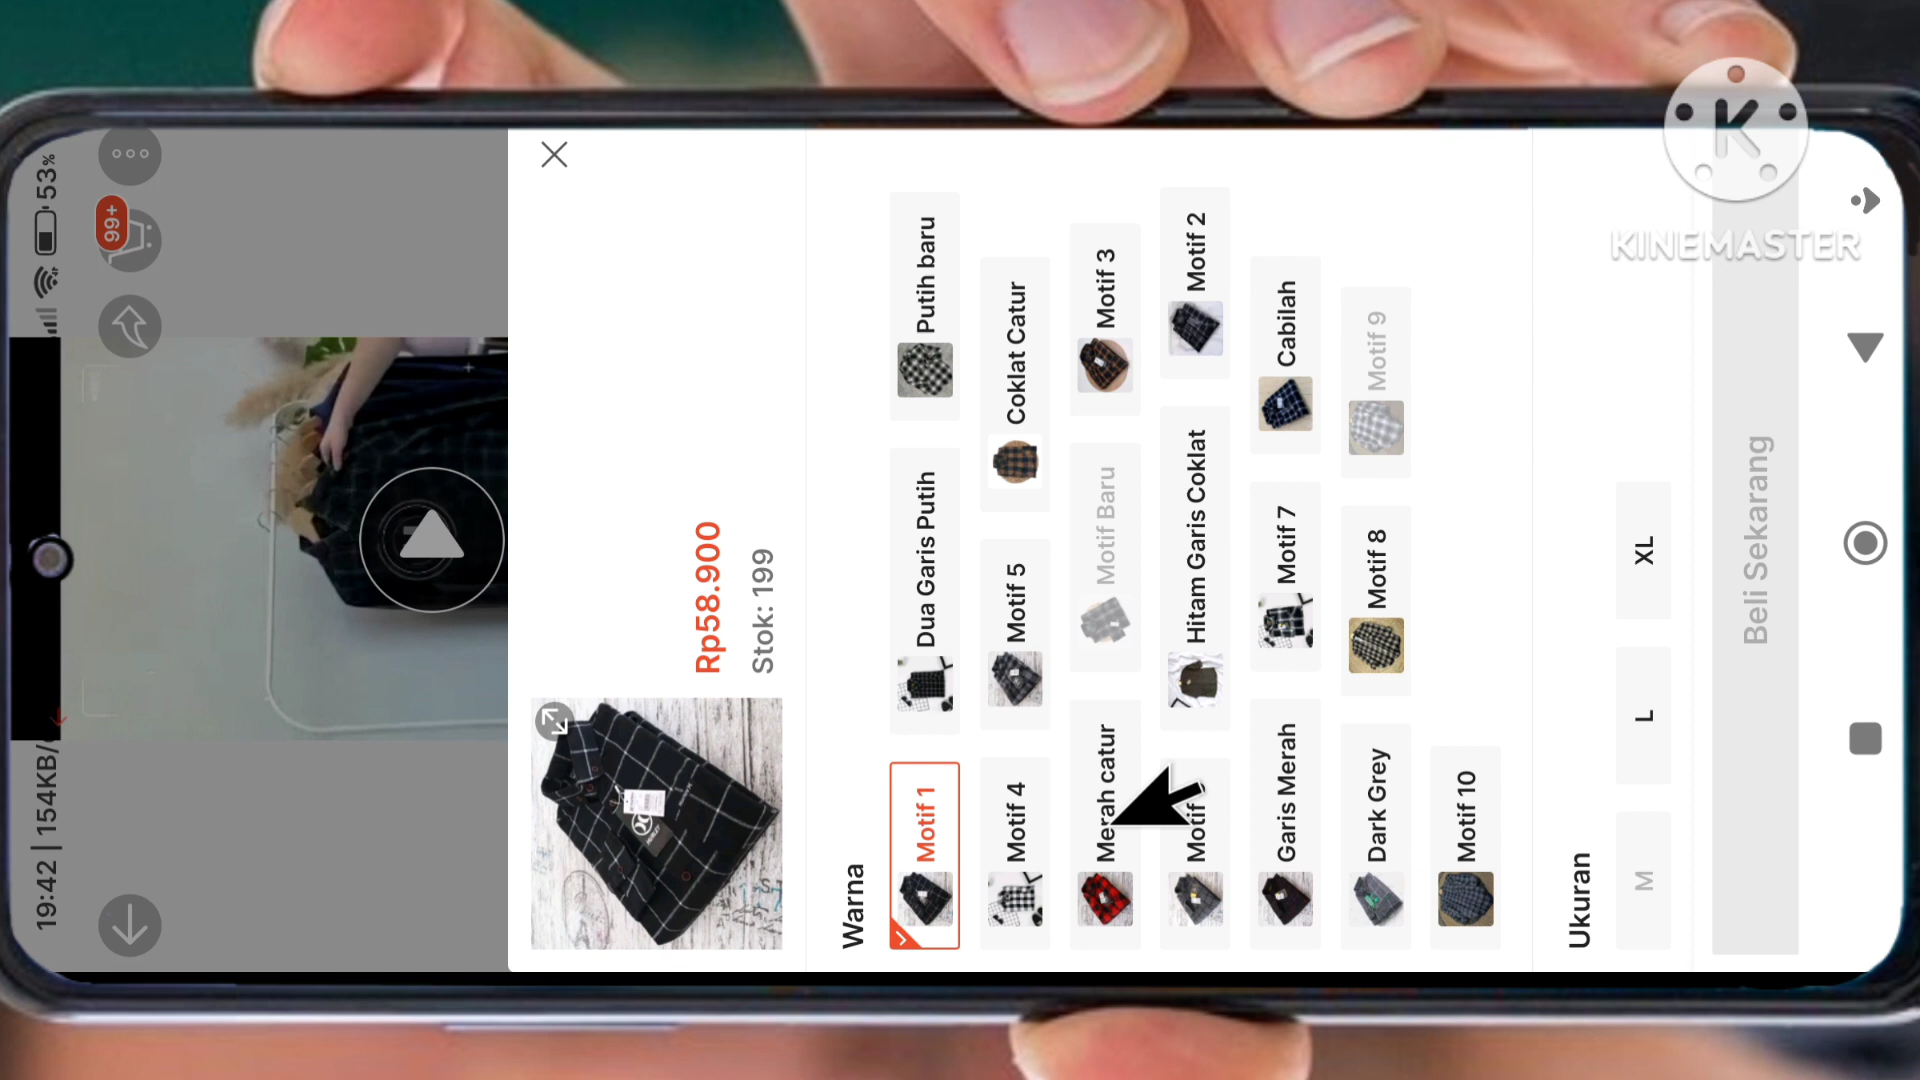 19:42 | 154KB/
53%
99+
Rp58.900
Stok: 199
Warna
Motif 1
Dua Garis Putih
Putih baru
Motif 4
Motif 5
Coklat Catur
Merah catur
Motif Baru
Motif 3
Motif
Hitam Garis Coklat
Motif 2
Garis Merah
Motif 7
Cabilah
Dark Grey
Motif 8
Motif 9
Motif 10
Ukuran
M
L
XL
Beli Sekarang
K
KINEMASTER